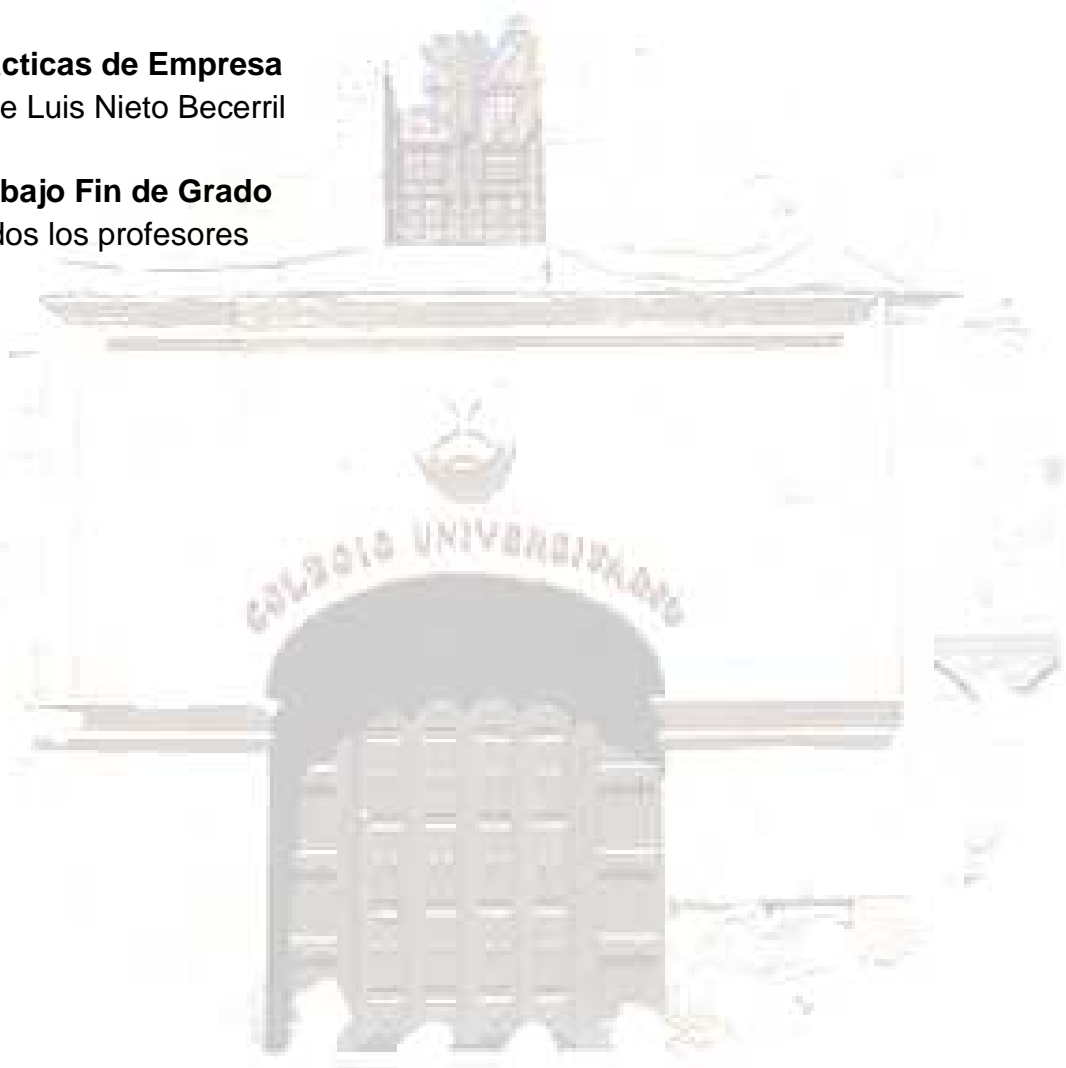 cticas de Empresa
e Luis Nieto Becerril
bajo Fin de Grado
dos los profesores
COLEGIO UNIVERSITARIO